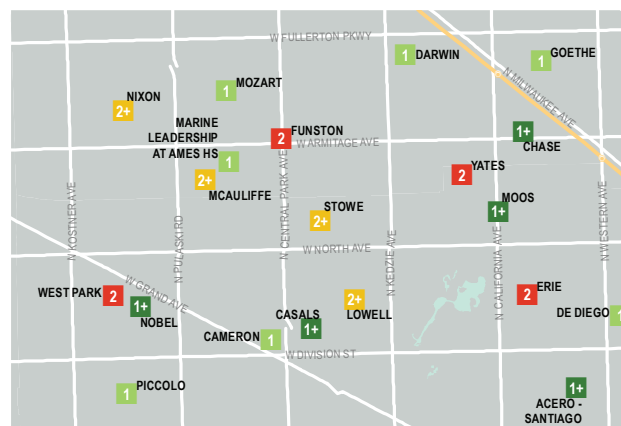 W FULLERTON PKWY
1
DARWIN
1
GOETHE
N MILWAUKEE AVE
1
MOZART
NIXON
2+
MARINE
LEADERSHIP
AT AMES HS
1
2
FUNSTON
W ARMITAGE AVE
1+
CHASE
2+
MCAULIFFE
2
YATES
MOOS
1+
STOWE
2+
N KOSTNER AVE
N PULASKI RD
N CENTRAL PARK AVE
N KEDZIE AVE
N CALIFORNIA AVE
N WESTERN AVE
W NORTH AVE
W GRAND AVE
WEST PARK
2
1+
NOBEL
2+
LOWELL
2
ERIE
DE DIEGO
1
CASALS
1+
CAMERON
1
W DIVISION ST
1
PICCOLO
1+
ACERO -
SANTIAGO